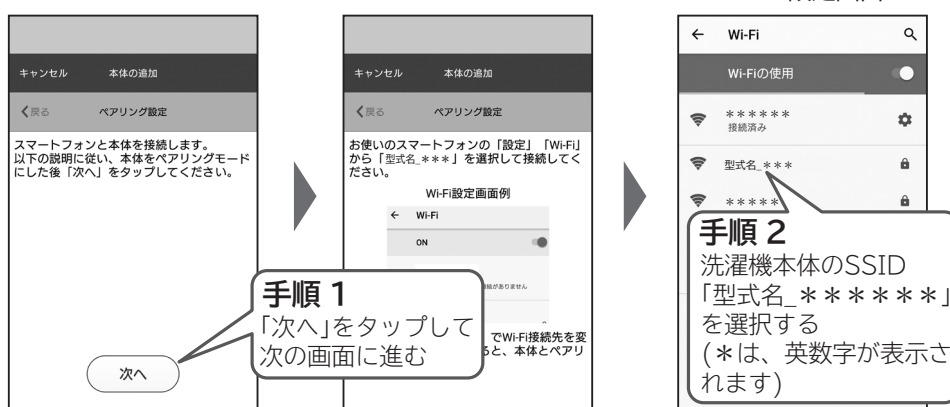 キャンセル 本体の追加
戻る ペアリング設定
スマートフォンと本体を接続します。
以下の説明に従い、本体をペアリングモード
にした後「次へ」をタップしてください。
次へ
手順 1
「次へ」をタップして
次の画面に進む
キャンセル 本体の追加
戻る ペアリング設定
お使いのスマートフォンの「設定」「Wi-Fi」
から「型式名_***」を選択して接続してく
ださい。
Wi-Fi設定画面例
← Wi-Fi
ON
がありません
でWi-Fi接続先を変
ると、本体とペアリ
← Wi-Fi
Wi-Fiの使用
******
接続済み
型式名_***
*****
手順 2
洗濯機本体のSSID
「型式名_******」
を選択する
(*は、英数字が表示さ
れます)